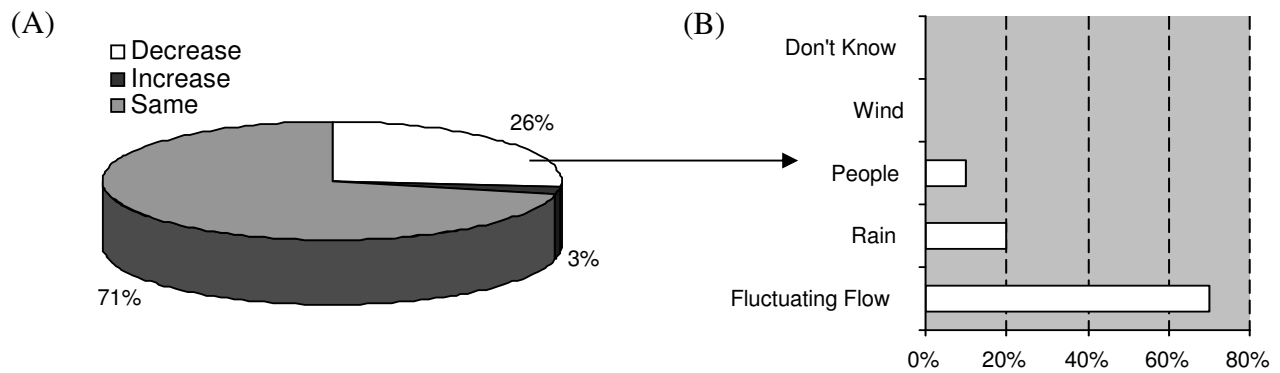 (A)
Decrease
Increase
Same
26%
3%
71%
(B)
Don't Know
Wind
People
Rain
Fluctuating Flow
0% 20% 40% 60% 80%